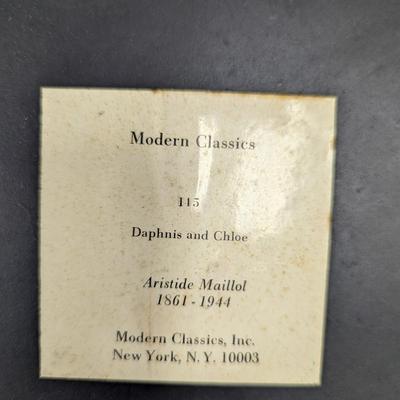 Modern Classics
115
Daphnis and Chloe
Aristide Maillol
1861 - 1944
Modern Classics, Inc.
New York, N. Y. 10003